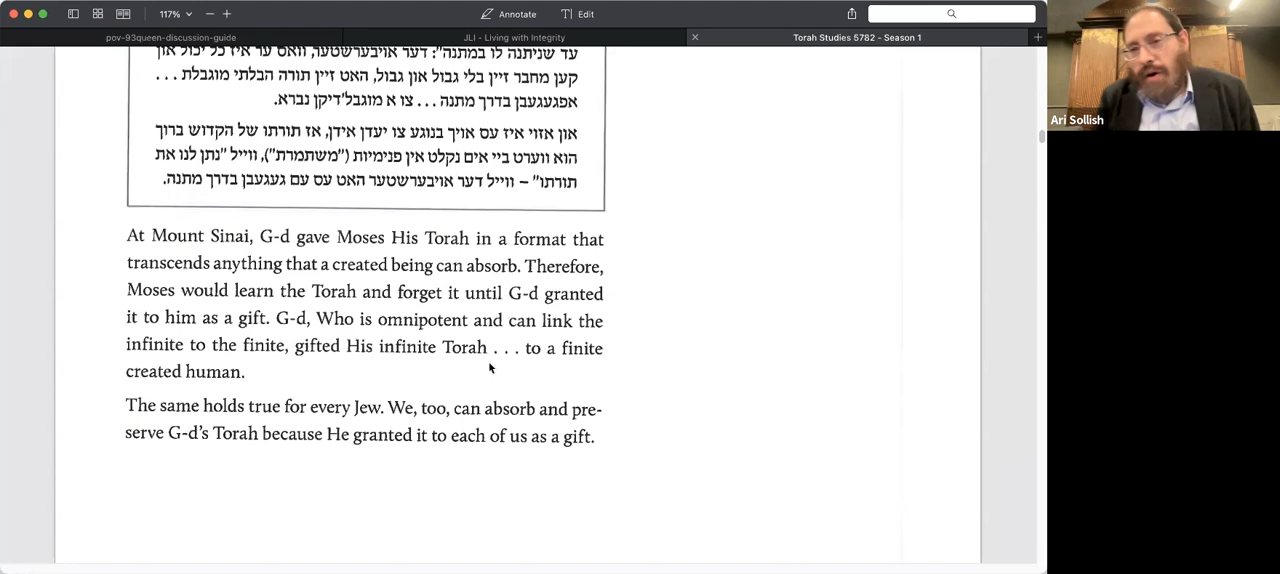 117%
Annotate
Edit
pov-93queen-discussion-guide
JLI - Living with Integrity
Torah Studies 5782 - Season 1
Ari Sollish
עד שניתנה לו במתנה": דער אויבערשטער, וואס ער איז כל יכול און
קען מחבר זיין בלי גבול און גבול, האט זיין תורה הבלתי מוגבלת . . .
אפגעגעבן בדרך מתנה . . . צו א מוגבל'דיקן נברא.
און אזוי איז עס אויך בנוגע צו יעדן אידן, אז תורתו של הקדוש ברוך
הוא ווערט ביי אים נקלט אין פנימיות ("משתמרת"), ווייל "נתן לנו את
תורתו" – ווייל דער אויבערשטער האט עס עם געגעבן בדרך מתנה.
At Mount Sinai, G-d gave Moses His Torah in a format that
transcends anything that a created being can absorb. Therefore,
Moses would learn the Torah and forget it until G-d granted
it to him as a gift. G-d, Who is omnipotent and can link the
infinite to the finite, gifted His infinite Torah . . . to a finite
created human.
The same holds true for every Jew. We, too, can absorb and pre-
serve G-d's Torah because He granted it to each of us as a gift.